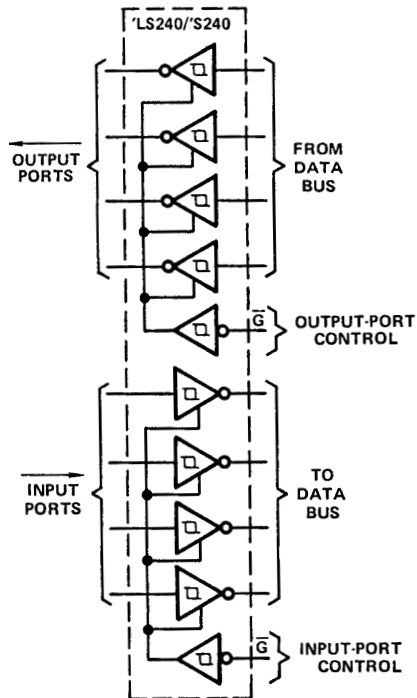 'LS240/'S240
OUTPUT
PORTS
FROM
DATA
BUS
G̅
OUTPUT-PORT
CONTROL
INPUT
PORTS
TO
DATA
BUS
G̅
INPUT-PORT
CONTROL